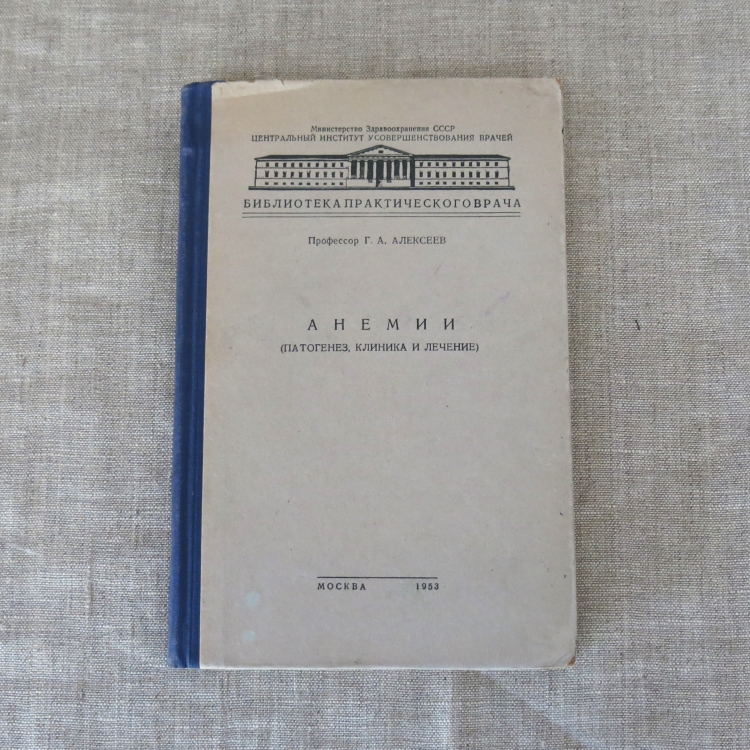 Министерство Здравоохранения СССР
ЦЕНТРАЛЬНЫЙ ИНСТИТУТ УСОВЕРШЕНСТВОВАНИЯ ВРАЧЕЙ
БИБЛИОТЕКА ПРАКТИЧЕСКОГО ВРАЧА
Профессор Г. А. АЛЕКСЕЕВ
АНЕМИИ
(ПАТОГЕНЕЗ, КЛИНИКА И ЛЕЧЕНИЕ)
МОСКВА 1953